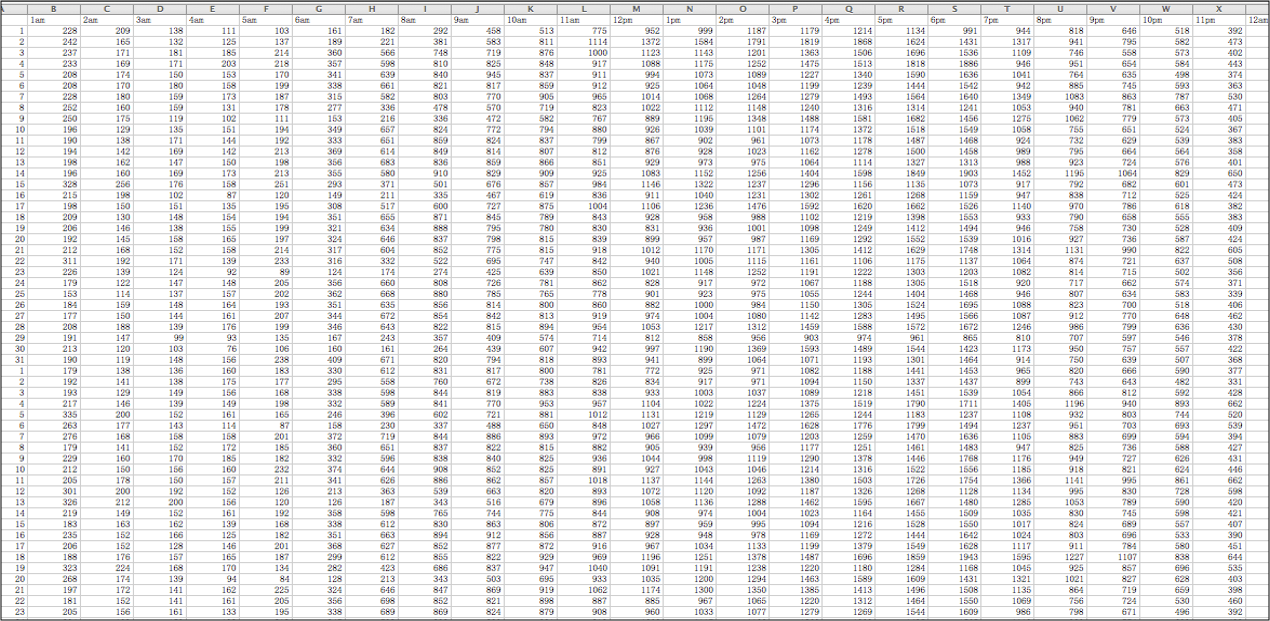 A B C D E F G H I J K L M N O P Q R S T U V W X
1am 2am 3am 4am 5am 6am 7am 8am 9am 10am 11am 12pm 1pm 2pm 3pm 4pm 5pm 6pm 7pm 8pm 9pm 10pm 11pm 12am
1 228 209 138 111 103 161 182 292 458 513 775 952 999 1187 1179 1214 1134 991 944 818 646 518 392
2 242 165 132 125 137 189 221 381 583 811 1114 1372 1584 1791 1819 1868 1624 1431 1317 941 795 582 473
3 237 171 181 185 214 360 566 748 719 876 1000 1123 1143 1201 1363 1506 1696 1536 1109 746 558 573 402
4 233 169 171 203 218 357 598 810 825 848 917 1088 1175 1252 1475 1513 1818 1886 946 951 654 584 443
5 208 174 150 153 170 341 639 840 945 837 911 994 1073 1089 1227 1340 1590 1636 1041 764 635 498 374
6 208 170 180 158 199 338 661 821 817 859 912 925 1064 1048 1199 1239 1444 1542 942 885 745 593 363
7 228 180 159 173 187 315 582 803 770 905 965 1014 1068 1264 1279 1493 1564 1640 1349 1083 863 787 530
8 252 160 159 131 178 277 336 478 570 719 823 1022 1112 1148 1240 1316 1314 1241 1053 940 781 663 471
9 250 175 119 102 111 153 216 336 472 582 767 889 1195 1348 1488 1581 1682 1456 1275 1062 779 573 405
10 196 129 135 151 194 349 657 824 772 794 880 926 1039 1101 1174 1372 1518 1549 1058 755 651 524 367
11 190 138 171 144 192 333 651 859 824 837 799 867 902 961 1073 1178 1487 1468 924 732 629 539 383
12 194 142 169 142 213 369 614 849 814 807 812 876 928 1023 1162 1278 1500 1458 989 795 664 564 358
13 198 162 147 150 198 356 683 836 859 866 851 929 973 975 1064 1114 1327 1313 988 923 724 576 401
14 196 160 169 173 213 355 580 910 829 909 925 1083 1152 1256 1404 1598 1849 1903 1452 1195 1064 829 650
15 328 256 176 158 251 293 371 501 676 857 984 1146 1322 1237 1296 1156 1135 1073 917 792 682 601 473
16 215 198 102 87 120 149 211 335 467 619 836 911 1040 1231 1302 1261 1268 1159 947 838 712 525 424
17 198 150 151 135 195 308 517 600 727 875 1004 1106 1236 1476 1592 1620 1662 1526 1140 970 786 618 382
18 209 130 148 154 194 351 655 871 845 789 843 928 958 988 1102 1219 1398 1553 933 790 658 555 383
19 206 146 138 155 199 321 634 888 795 780 830 831 936 1001 1098 1249 1412 1494 946 758 730 528 409
20 192 145 158 165 197 324 646 837 798 815 839 899 957 987 1169 1292 1552 1539 1016 927 736 587 424
21 212 168 152 158 214 317 604 852 775 815 918 1012 1170 1171 1305 1412 1629 1748 1314 1131 990 822 605
22 311 192 171 139 233 316 332 522 695 747 842 940 1005 1115 1161 1106 1175 1137 1064 874 721 637 508
23 226 139 124 92 89 124 174 274 425 639 850 1021 1148 1252 1191 1222 1303 1203 1082 814 715 502 356
24 179 122 147 148 205 356 660 808 726 781 862 828 917 972 1067 1188 1305 1518 920 717 662 574 371
25 153 114 137 157 202 362 668 880 785 765 778 901 923 975 1055 1244 1404 1468 946 807 634 583 339
26 184 159 148 164 193 351 635 856 814 800 860 882 1000 984 1150 1305 1524 1695 1088 823 700 518 406
27 177 150 144 161 207 344 672 854 842 813 919 974 1004 1080 1142 1283 1495 1566 1087 912 770 648 462
28 208 188 139 176 199 346 643 822 815 894 954 1053 1217 1312 1459 1588 1572 1672 1246 986 799 636 430
29 191 147 99 93 135 167 243 357 409 574 714 812 858 956 903 974 961 865 810 707 597 546 378
30 213 120 103 76 106 160 161 264 439 607 942 997 1190 1369 1593 1489 1544 1423 1173 950 757 557 422
31 190 119 148 156 238 409 671 820 794 818 893 941 899 1064 1071 1193 1301 1464 914 750 639 507 368
1 179 138 136 160 183 330 612 831 817 800 781 772 925 971 1082 1188 1441 1453 965 820 666 590 377
2 192 141 138 175 177 295 558 760 672 738 826 834 917 971 1094 1150 1337 1437 899 743 643 482 331
3 193 129 149 156 168 338 598 844 819 883 838 933 1003 1037 1089 1218 1451 1539 1054 866 812 592 428
4 217 146 139 149 198 332 589 841 770 953 957 1104 1022 1224 1375 1519 1790 1711 1405 1196 940 893 662
5 335 200 152 161 165 246 396 602 721 881 1012 1131 1219 1129 1265 1244 1183 1237 1108 932 803 744 520
6 263 177 143 114 87 158 230 337 488 650 848 1027 1297 1472 1628 1776 1799 1494 1237 951 703 693 539
7 276 168 158 158 201 372 719 844 886 893 972 966 1099 1079 1203 1259 1470 1636 1105 883 699 594 394
8 179 141 152 172 185 360 651 837 822 815 882 905 939 956 1177 1251 1461 1483 947 825 736 588 427
9 229 160 170 185 182 332 596 838 840 825 936 1044 998 1119 1290 1378 1446 1768 1176 949 727 626 431
10 212 150 156 160 232 374 644 908 852 825 891 927 1043 1046 1214 1316 1522 1556 1185 918 821 624 446
11 205 178 150 157 211 341 626 886 862 857 1018 1137 1144 1263 1380 1503 1726 1754 1366 1141 995 861 662
12 301 200 192 152 126 213 363 539 663 820 893 1072 1120 1092 1187 1326 1268 1128 1134 995 830 728 598
13 326 212 200 156 120 126 187 343 516 679 896 1058 1136 1288 1462 1595 1667 1480 1285 1053 789 590 420
14 219 149 152 161 192 358 598 765 744 775 844 908 974 1004 1023 1164 1455 1509 1035 830 745 598 421
15 183 163 162 139 168 338 612 830 863 806 872 897 959 995 1094 1216 1528 1550 1017 824 689 557 407
16 235 152 166 125 182 351 663 894 912 856 887 928 948 978 1169 1272 1444 1642 1024 803 696 533 390
17 206 152 128 146 201 368 627 852 877 872 916 967 1034 1133 1199 1379 1549 1628 1117 911 784 580 451
18 188 176 157 165 187 299 612 855 822 929 969 1196 1251 1378 1487 1696 1859 1943 1595 1227 1107 838 644
19 323 224 168 170 134 282 423 686 837 947 1040 1091 1191 1238 1220 1180 1284 1168 1045 925 857 696 535
20 268 174 139 94 84 128 213 343 503 695 933 1035 1200 1294 1463 1589 1609 1431 1321 1021 827 628 403
21 197 172 141 162 225 324 646 847 869 919 1062 1174 1300 1350 1385 1413 1496 1508 1135 864 719 659 398
22 181 152 141 161 205 356 698 852 821 898 887 885 967 1065 1220 1312 1464 1550 1069 756 724 530 460
23 205 156 161 133 195 338 689 869 824 879 908 960 1033 1077 1279 1269 1544 1609 986 798 671 496 392